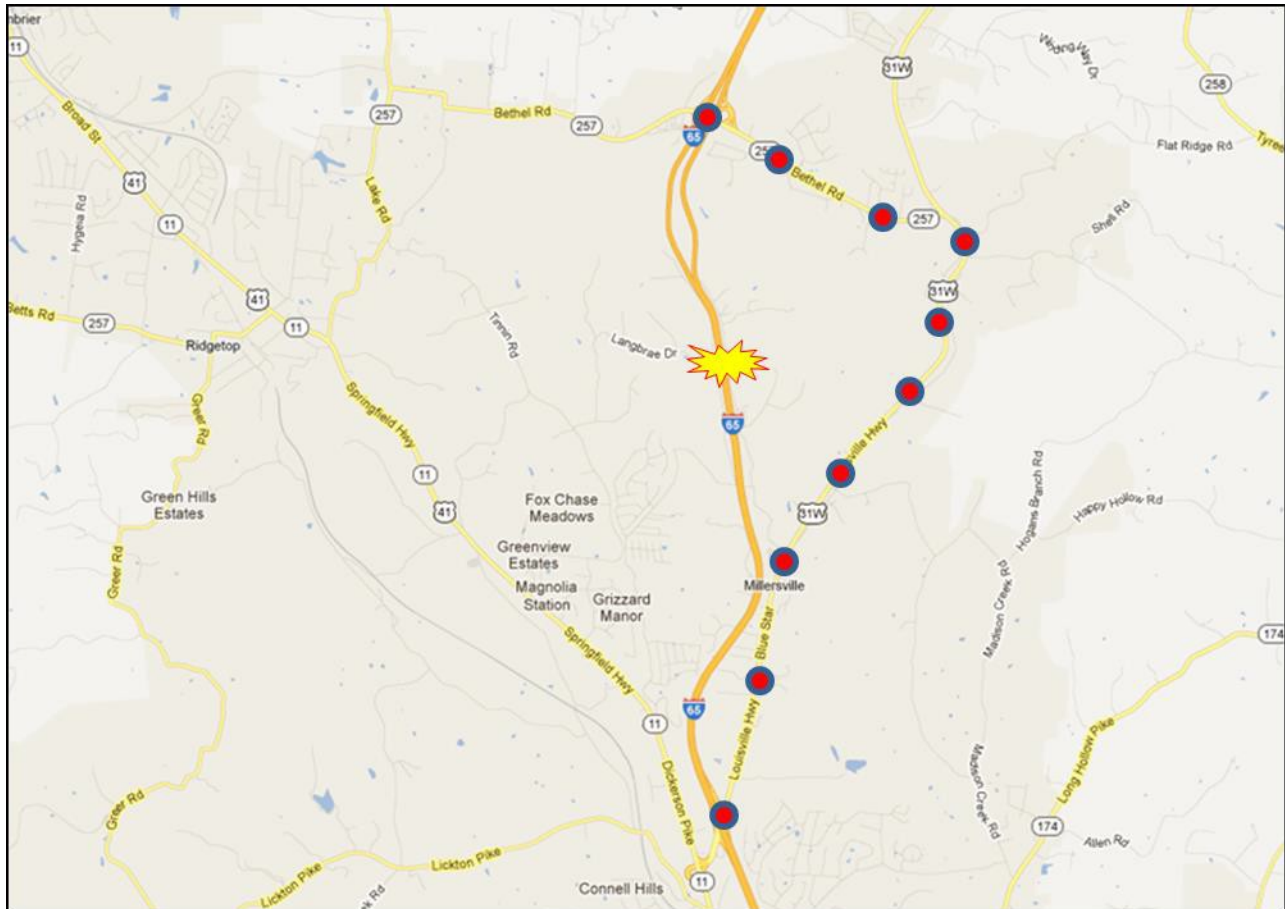 nbrier
11
Broad St
41
11
Hygeia Rd
41
11
Betts Rd
257
Ridgetop
Greer Rd
Green Hills
Estates
Greer Rd
Greer Rd
257
Lake Rd
Bethel Rd
257
65
Bethel Rd
257
31W
258
Flat Ridge Rd
Shell Rd
31W
Tinnin Rd
Langbrae Dr
65
Springfield Hwy
11
41
Fox Chase
Meadows
Greenview
Estates
Magnolia
Station
Grizzard
Manor
Springfield Hwy
31W
Millersville
Blue Star
Louisville Hwy
65
11
Dickerson Pike
11
Connell Hills
Lickton Pike
Lickton Pike
Hogans Branch Rd
Happy Hollow Rd
Madison Creek Rd
Madison Creek Rd
174
Long Hollow Pike
174
Allen Rd